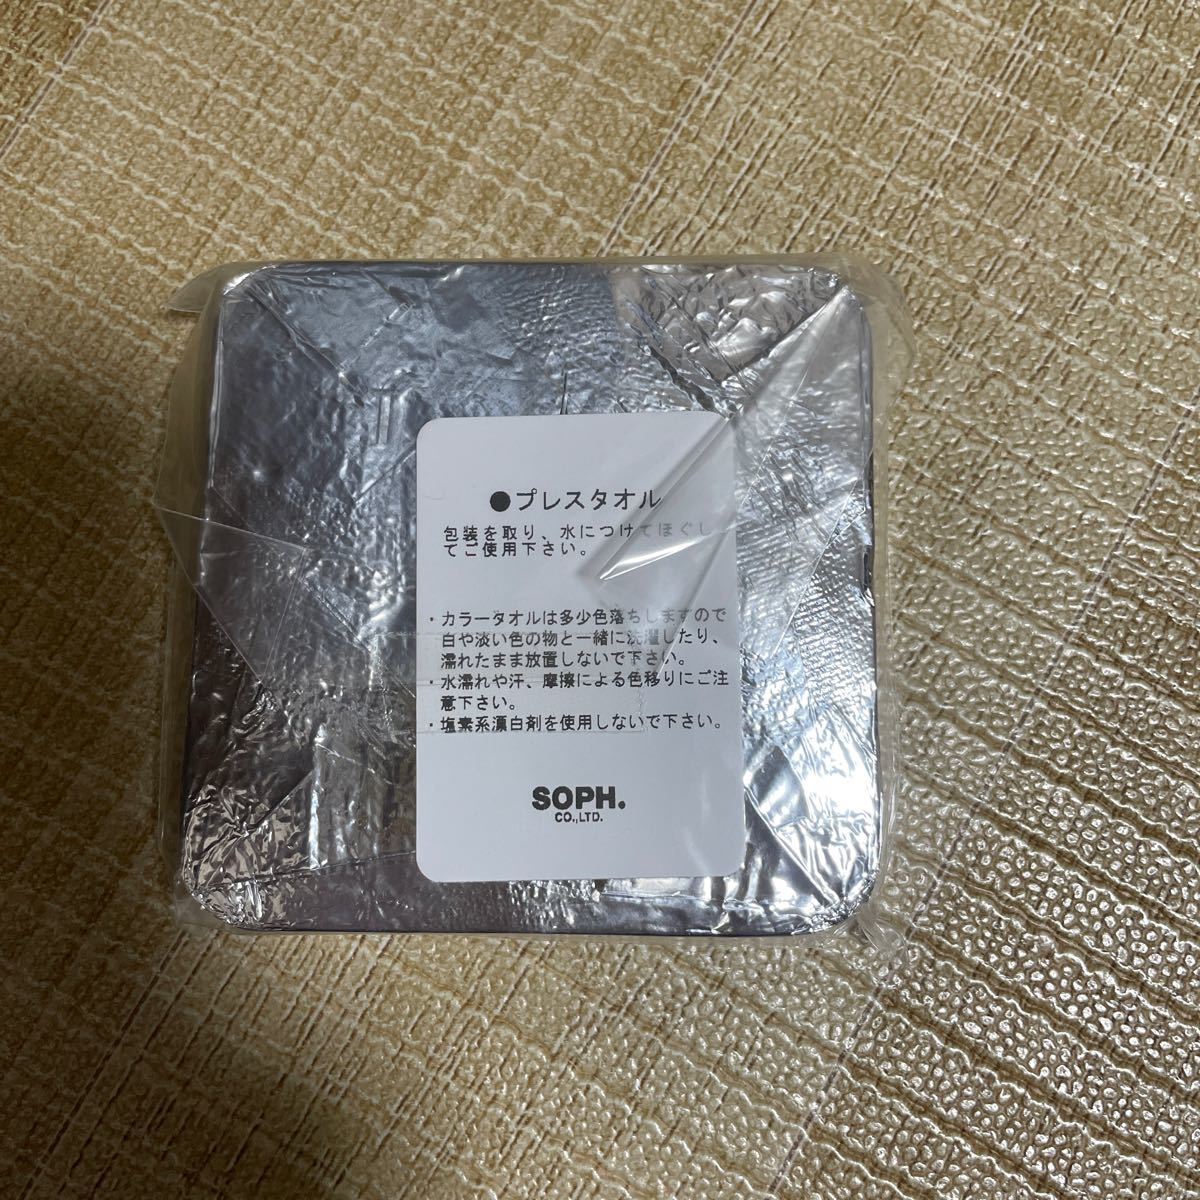 ●プレスタオル
包装を取り、水につけてほぐし
てご使用下さい。
・カラータオルは多少色落ちしますので
白や淡い色の物と一緒に洗濯したり、
濡れたまま放置しないで下さい。
・水濡れや汗、摩擦による色移りにご注
意下さい。
・塩素系漂白剤を使用しないで下さい。
SOPH.
CO.,LTD.